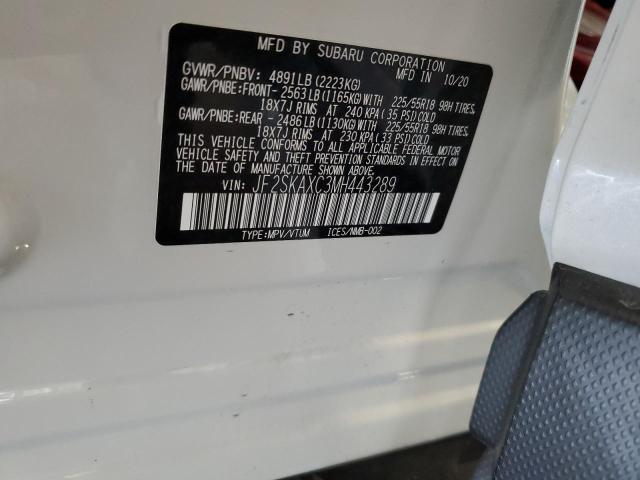 MFD BY SUBARU CORPORATION
GVWR/PNBV: 4891LB (2223KG) MFD IN 10/20
GAWR/PNBE:FRONT- 2563LB(1165KG)WITH 225/55R18 98H TIRES,
18X7J RIMS AT 240 KPA(35 PSI)COLD
GAWR/PNBE:REAR - 2486LB(1130KG)WITH 225/55R18 98H TIRES,
18X7J RIMS AT 230 KPA(33 PSI)COLD
THIS VEHICLE CONFORMS TO ALL APPLICABLE FEDERAL MOTOR
VEHICLE SAFETY AND THEFT PREVENTION STANDARDS IN EFFECT ON
THE DATE OF MANUFACTURE SHOWN ABOVE.
VIN: JF2SKAXC3MH443289
TYPE:MPV/VTUM ICES/NMB-002